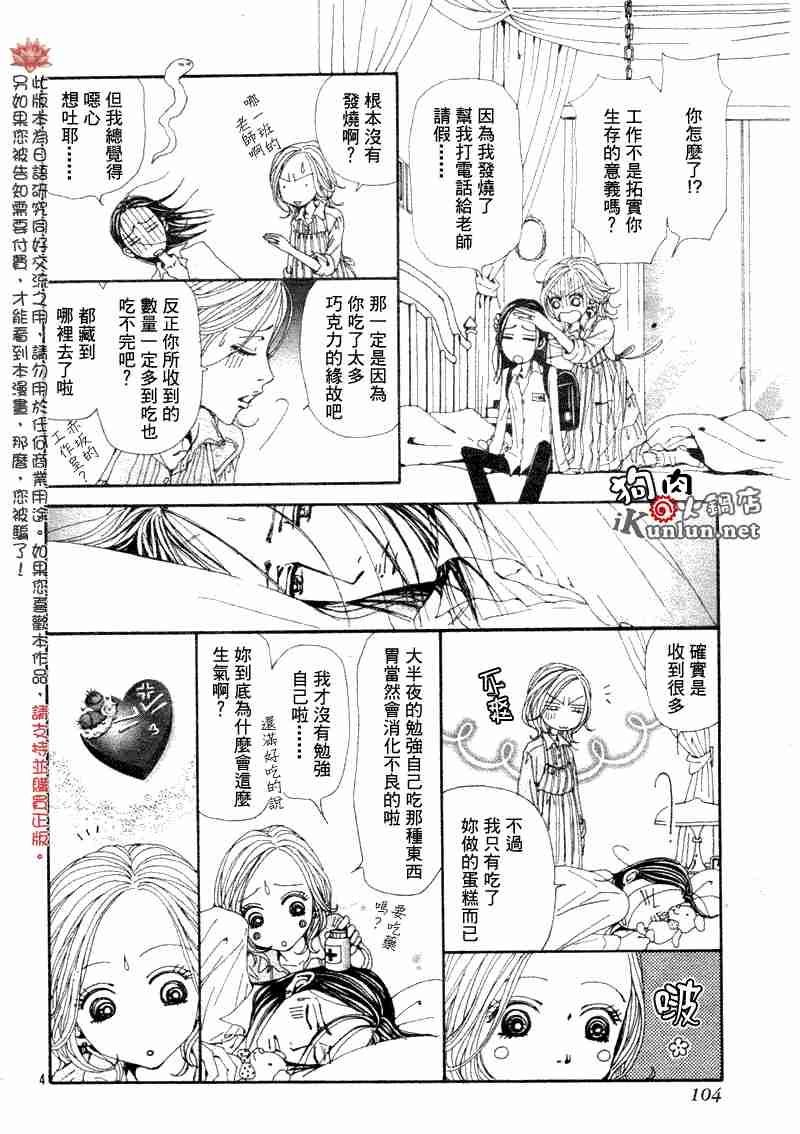 你怎麼了!?
工作不是拓實你
生存的意義嗎?
因為我發燒了
幫我打電話給老師
請假……
根本沒有
發燒啊?
哪一班的
老師啊
但我總覺得
噁心
想吐耶
……
那一定是因為
你吃了太多
巧克力的緣故吧
反正你所收到的
數量一定多到吃也
吃不完吧?
都藏到
哪裡去了啦
赤坂的
工作室?
狗肉火鍋店
iKunlun.net
確實是
收到很多
不爽
不過
我只有吃了
妳做的蛋糕而已
啵
大半夜的勉強自己吃那種東西
胃當然會消化不良的啦
要吃藥
嗎?
我才沒有勉強
自己啦……
還滿好吃的說
妳到底為什麼會這麼
生氣啊?
4
104
此版本為日語研究同好交流之用,請勿用於任何商業用途。如果您喜歡本作品,請支持並購買正版。
另如果您被告知需要付費,才能看到本漫畫,那麼,您被騙了!